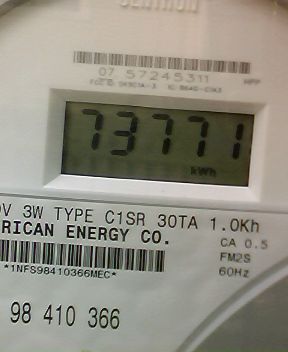 CENTRON
07 57245311
73771
kWh
V 3W TYPE C1SR 30TA 1.0Kh
RICAN ENERGY CO.
CA 0.5
FM2S
60Hz
*1NFS98410366MEC*
98 410 366